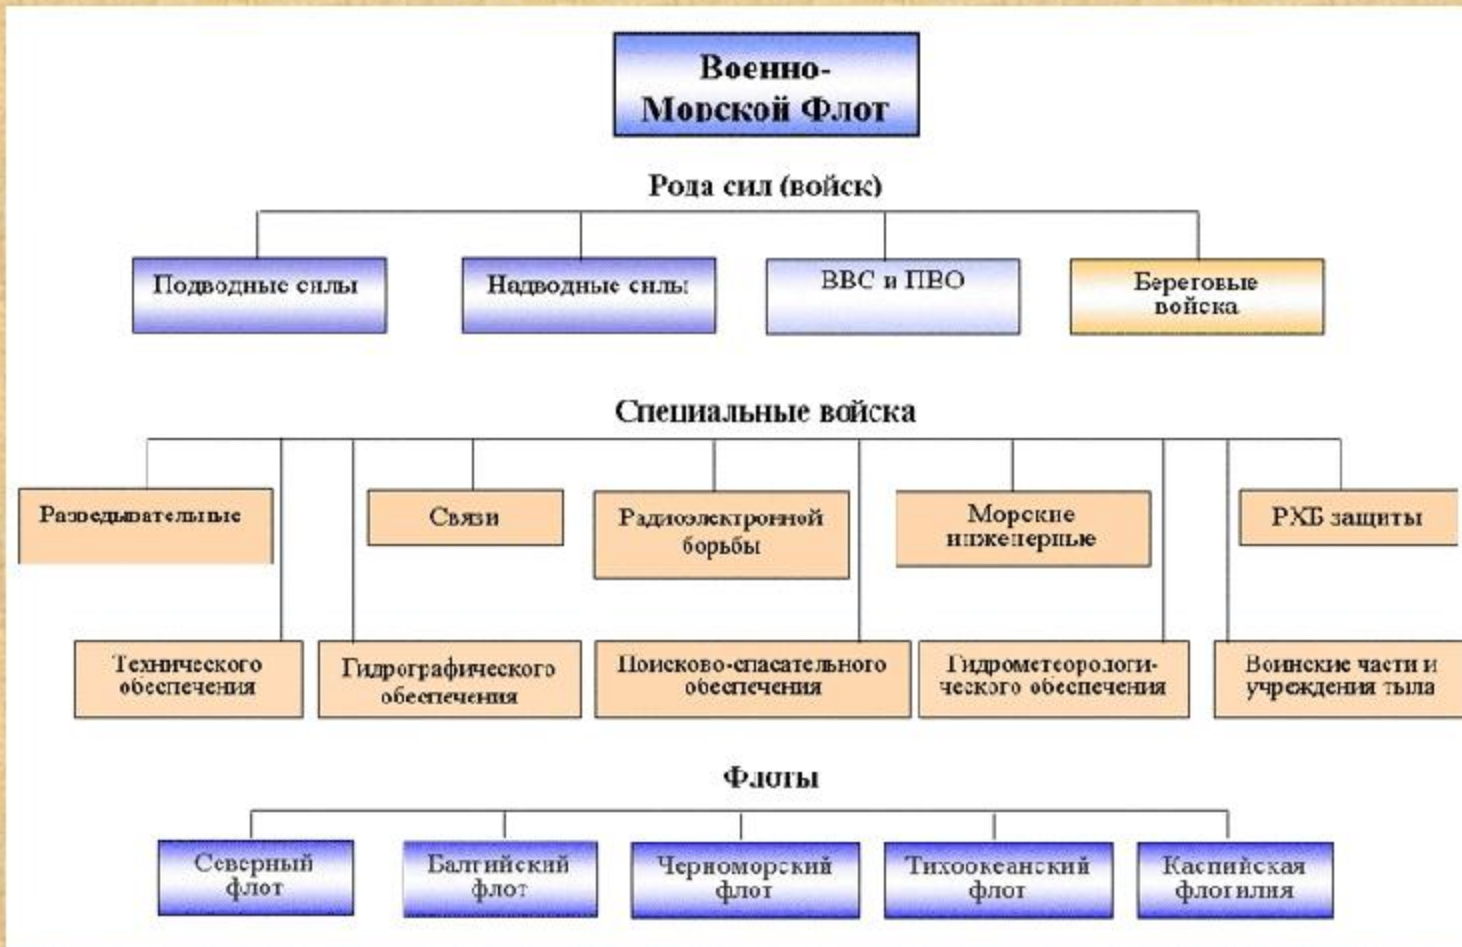 Военно-
Морской Флот
Рода сил (войск)
Подводные силы
Надводные силы
ВВС и ПВО
Береговые
войска
Специальные войска
Разведывательные
Связи
Радиоэлектронной
борьбы
Морские
инженерные
РХБ защиты
Технического
обеспечения
Гидрографического
обеспечения
Поисково-спасательного
обеспечения
Гидрометеорологи-
ческого обеспечения
Воинские части и
учреждения тыла
Флоты
Северный
флот
Балтийский
флот
Черноморский
флот
Тихоокеанский
флот
Каспийская
флотилия